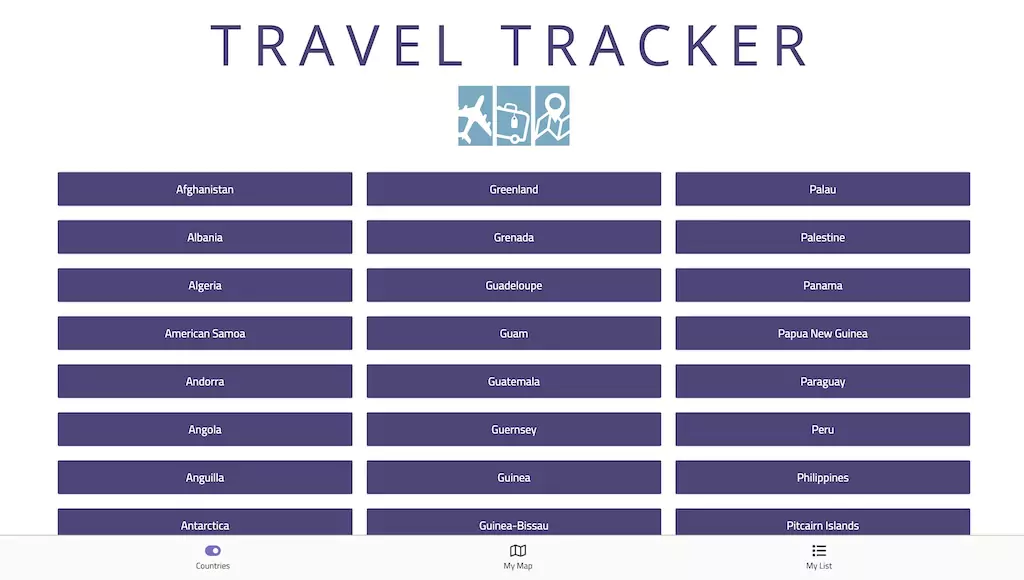 TRAVEL TRACKER
Afghanistan
Greenland
Palau
Albania
Grenada
Palestine
Algeria
Guadeloupe
Panama
American Samoa
Guam
Papua New Guinea
Andorra
Guatemala
Paraguay
Angola
Guernsey
Peru
Anguilla
Guinea
Philippines
Antarctica
Guinea-Bissau
Pitcairn Islands
Countries
My Map
My List